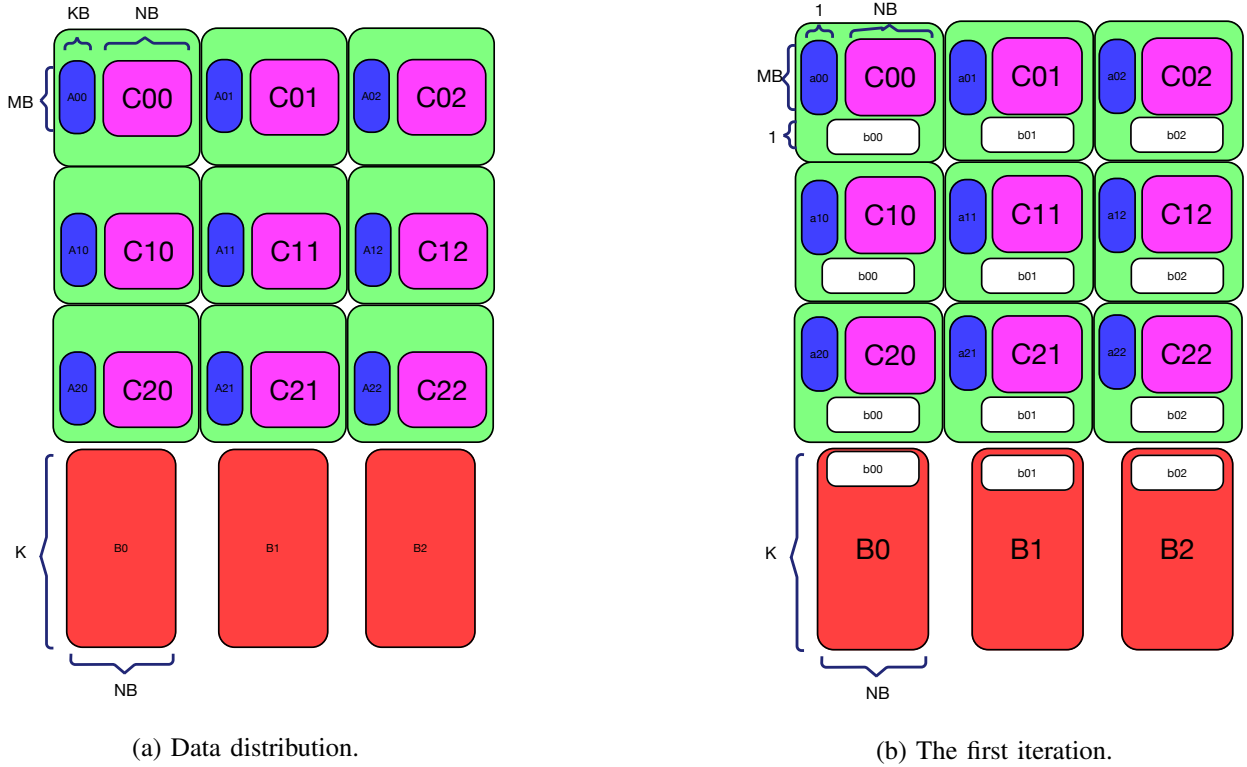 KB NB
MB
A00 C00 A01 C01 A02 C02
A10 C10 A11 C11 A12 C12
A20 C20 A21 C21 A22 C22
K
B0 B1 B2
NB
(a) Data distribution.
1 NB
MB
a00 C00 a01 C01 a02 C02
1
b00 b01 b02
a10 C10 a11 C11 a12 C12
b00 b01 b02
a20 C20 a21 C21 a22 C22
b00 b01 b02
b00 b01 b02
K
B0 B1 B2
NB
(b) The first iteration.